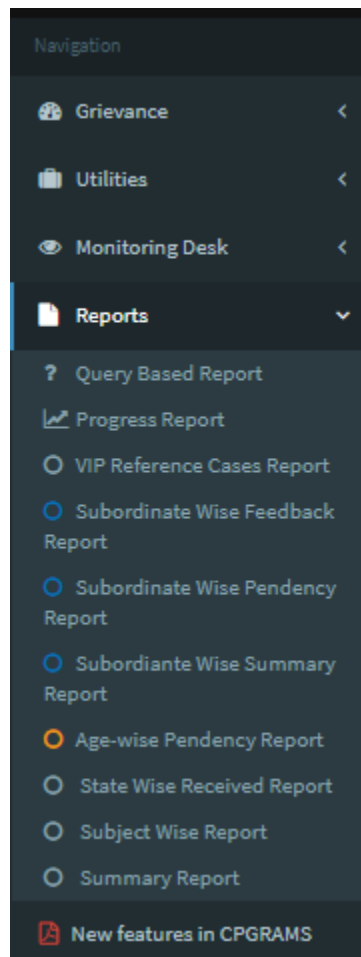 Navigation
Grievance
Utilities
Monitoring Desk
Reports
? Query Based Report
Progress Report
VIP Reference Cases Report
Subordinate Wise Feedback
Report
Subordinate Wise Pendency
Report
Subordiante Wise Summary
Report
Age-wise Pendency Report
State Wise Received Report
Subject Wise Report
Summary Report
New features in CPGRAMS